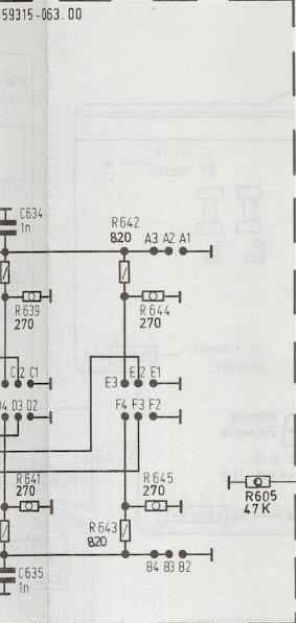 59315-063.00
C634
1n
R642
820
A3 A2 A1
R639
270
R644
270
C2 C1
E3 E2 E1
D3 D2
F4 F3 F2
R641
270
R645
270
R605
47K
R643
820
B4 B3 B2
C635
1n